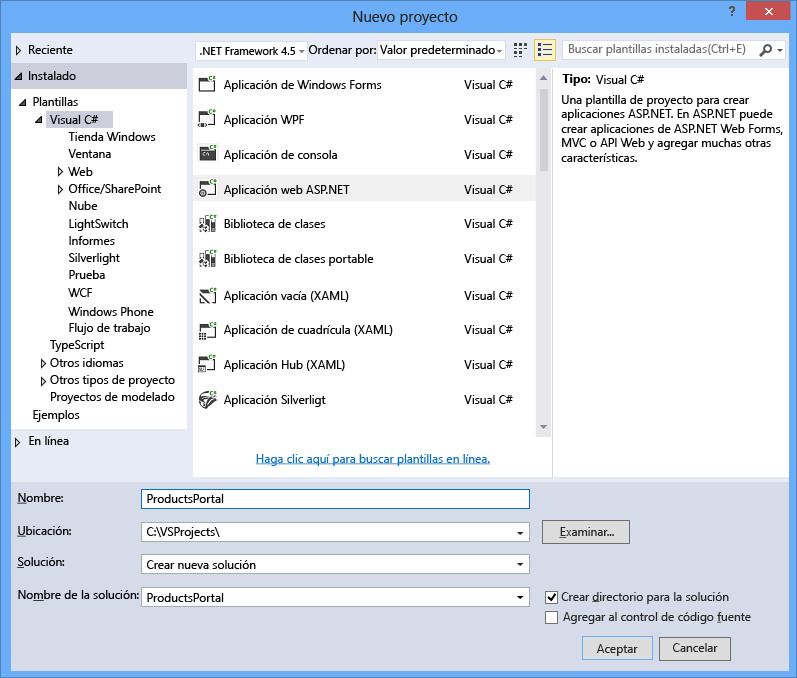 Nuevo proyecto
?
Reciente
Instalado
Plantillas
Visual C#
Tienda Windows
Ventana
Web
Office/SharePoint
Nube
LightSwitch
Informes
Silverlight
Prueba
WCF
Windows Phone
Flujo de trabajo
TypeScript
Otros idiomas
Otros tipos de proyecto
Proyectos de modelado
Ejemplos
En línea
.NET Framework 4.5 Ordenar por: Valor predeterminado
Buscar plantillas instaladas(Ctrl+E)
Aplicación de Windows Forms Visual C#
Aplicación WPF Visual C#
Aplicación de consola Visual C#
Aplicación web ASP.NET Visual C#
Biblioteca de clases Visual C#
Biblioteca de clases portable Visual C#
Aplicación vacía (XAML) Visual C#
Aplicación de cuadrícula (XAML) Visual C#
Aplicación Hub (XAML) Visual C#
Aplicación Silverligt Visual C#
Haga clic aquí para buscar plantillas en línea.
Tipo: Visual C#
Una plantilla de proyecto para crear
aplicaciones ASP.NET. En ASP.NET puede
crear aplicaciones de ASP.NET Web Forms,
MVC o API Web y agregar muchas otras
características.
Nombre: ProductsPortal
Ubicación: C:\VSProjects\ Examinar...
Solución: Crear nueva solución
Nombre de la solución: ProductsPortal
Crear directorio para la solución
Agregar al control de código fuente
Aceptar Cancelar